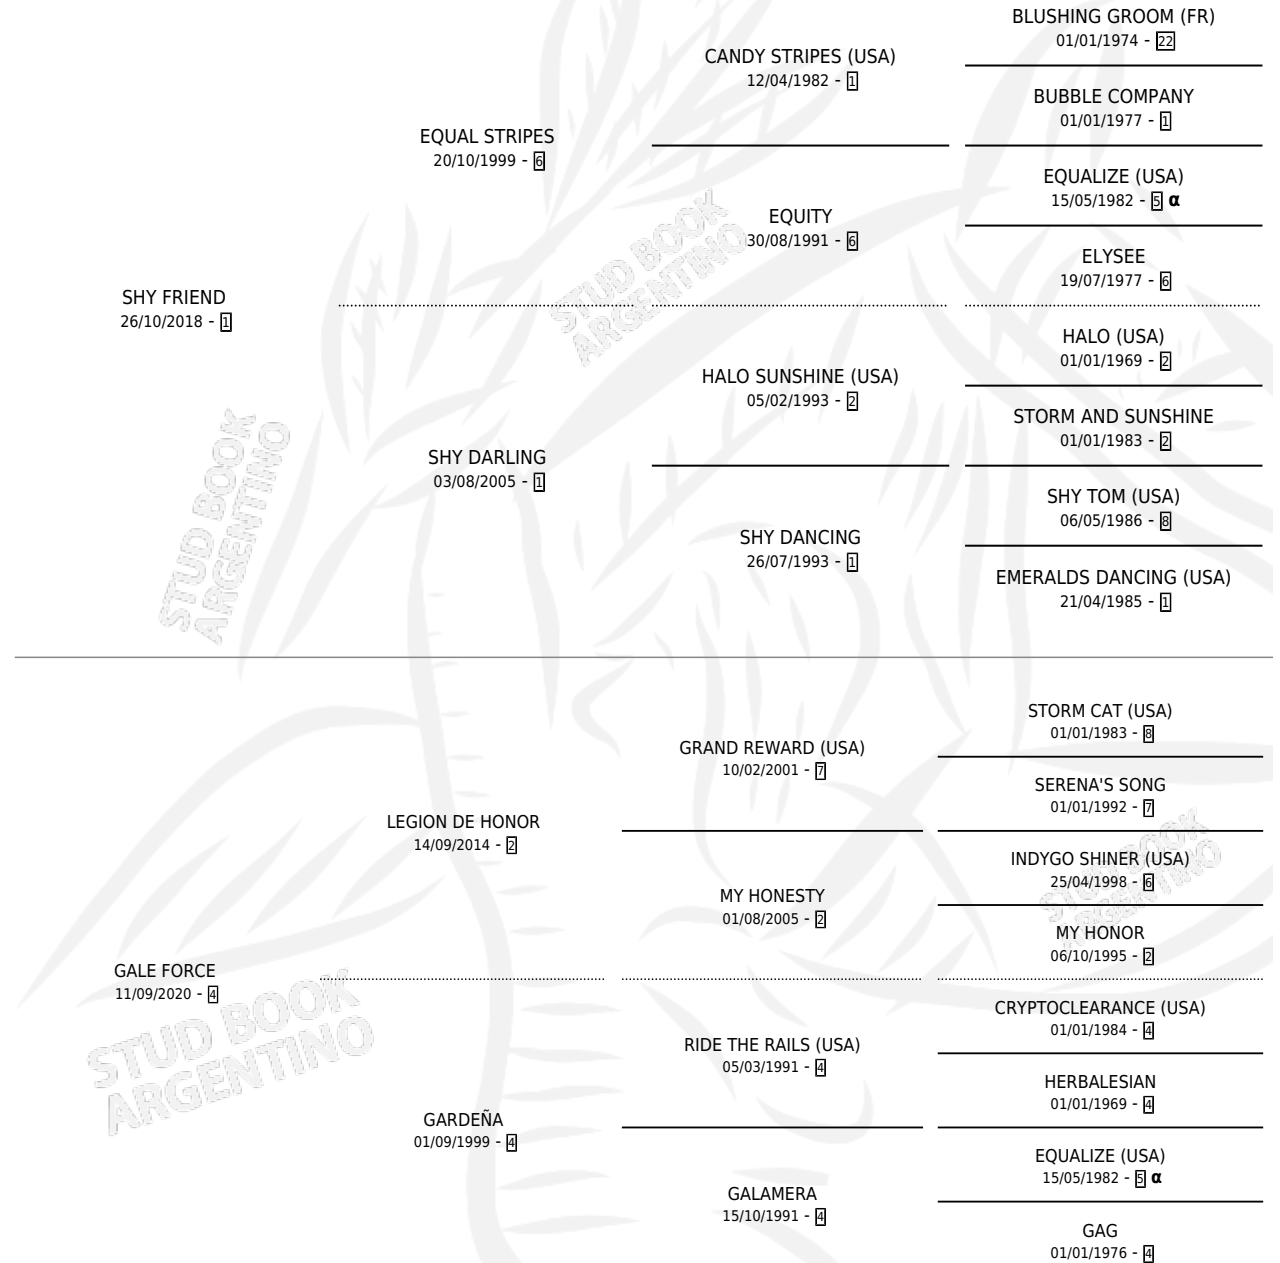 BLUSHING GROOM (FR)
01/01/1974 - 22
CANDY STRIPES (USA)
12/04/1982 - 1
BUBBLE COMPANY
01/01/1977 - 1
EQUAL STRIPES
20/10/1999 - 6
EQUALIZE (USA)
15/05/1982 - 5 α
EQUITY
30/08/1991 - 6
ELYSEE
19/07/1977 - 6
SHY FRIEND
26/10/2018 - 1
HALO (USA)
01/01/1969 - 2
HALO SUNSHINE (USA)
05/02/1993 - 2
STORM AND SUNSHINE
01/01/1983 - 2
SHY DARLING
03/08/2005 - 1
SHY TOM (USA)
06/05/1986 - 8
SHY DANCING
26/07/1993 - 1
EMERALDS DANCING (USA)
21/04/1985 - 1
STORM CAT (USA)
01/01/1983 - 8
GRAND REWARD (USA)
10/02/2001 - 7
SERENA'S SONG
01/01/1992 - 7
LEGION DE HONOR
14/09/2014 - 2
INDYGO SHINER (USA)
25/04/1998 - 6
MY HONESTY
01/08/2005 - 2
MY HONOR
06/10/1995 - 2
GALE FORCE
11/09/2020 - 4
CRYPTOCLEARANCE (USA)
01/01/1984 - 4
RIDE THE RAILS (USA)
05/03/1991 - 4
HERBALESIAN
01/01/1969 - 4
GARDEÑA
01/09/1999 - 4
EQUALIZE (USA)
15/05/1982 - 5 α
GALAMERA
15/10/1991 - 4
GAG
01/01/1976 - 4
STUD BOOK
ARGENTINO
STUD BOOK
ARGENTINO
STUD BOOK
ARGENTINO
STUD BOOK
ARGENTINO